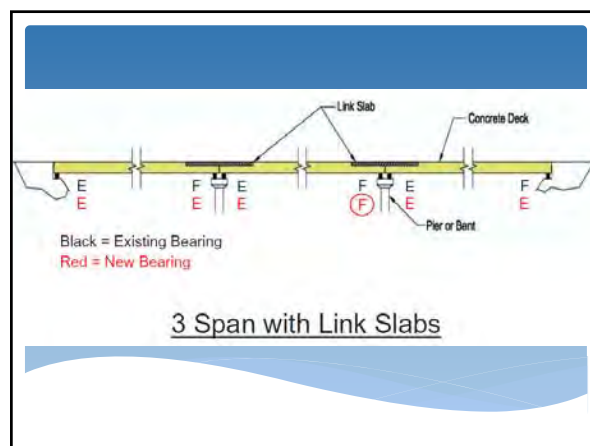 Link Slab
Concrete Deck
E F E F E F
E E E F E E
Pier or Bent
Black = Existing Bearing
Red = New Bearing
3 Span with Link Slabs